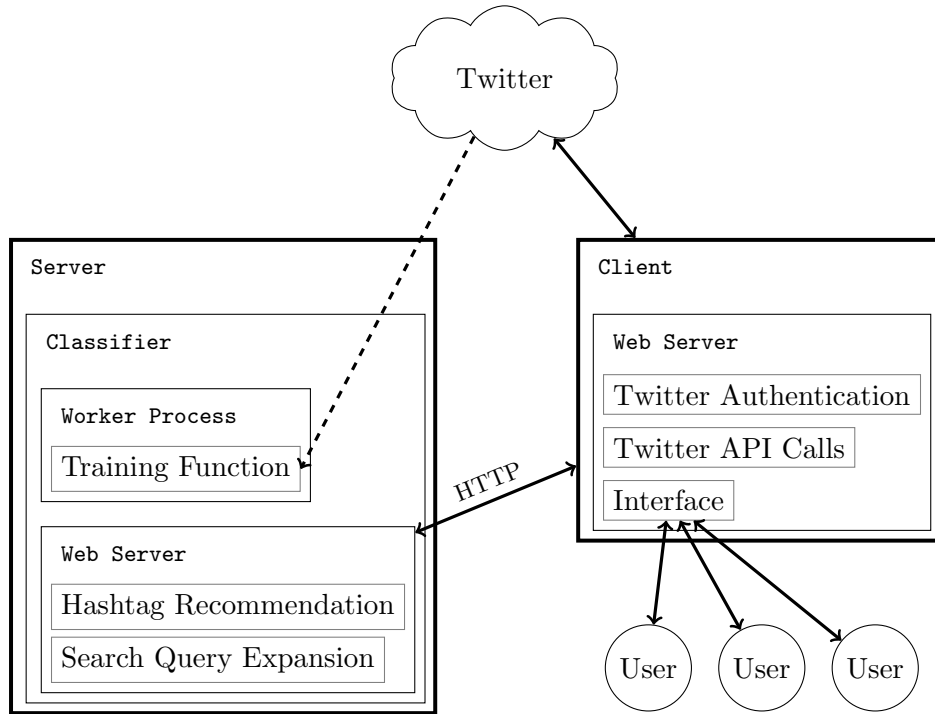 Twitter
Server
Classifier
Worker Process
Training Function
Web Server
Hashtag Recommendation
Search Query Expansion
HTTP
Client
Web Server
Twitter Authentication
Twitter API Calls
Interface
User
User
User